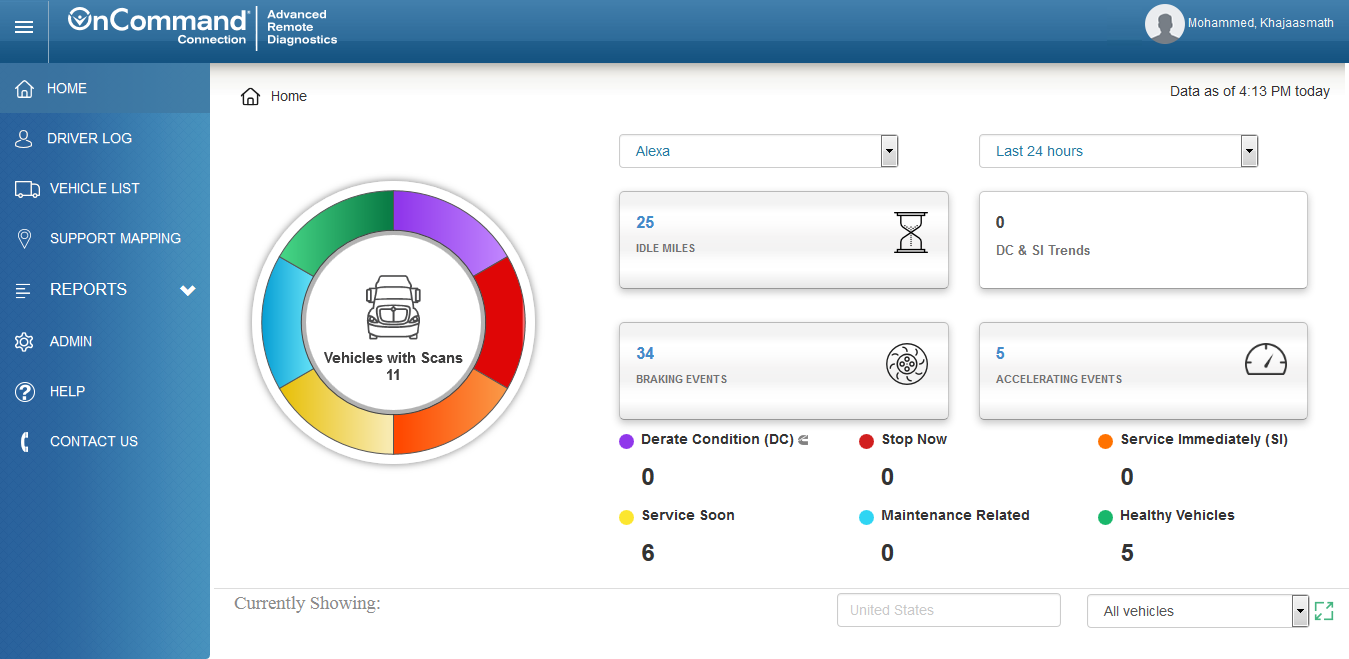 OnCommand
Connection
Advanced
Remote
Diagnostics
Mohammed, Khajaasmath
HOME
DRIVER LOG
VEHICLE LIST
SUPPORT MAPPING
REPORTS
ADMIN
HELP
CONTACT US
Home
Data as of 4:13 PM today
Alexa
Last 24 hours
Vehicles with Scans
11
25
IDLE MILES
0
DC & SI Trends
34
BRAKING EVENTS
5
ACCELERATING EVENTS
Derate Condition (DC)
0
Stop Now
0
Service Immediately (SI)
0
Service Soon
6
Maintenance Related
0
Healthy Vehicles
5
Currently Showing:
United States
All vehicles